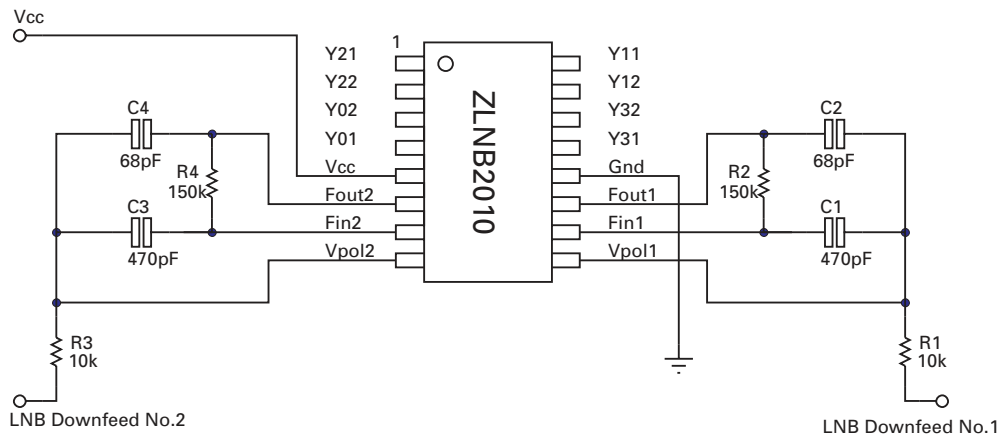 Vcc
1
Y21
Y22
Y02
Y01
Vcc
Fout2
Fin2
Vpol2
ZLNB2010
Y11
Y12
Y32
Y31
Gnd
Fout1
Fin1
Vpol1
C4
68pF
R4
150k
C3
470pF
R3
10k
LNB Downfeed No.2
C2
68pF
R2
150k
C1
470pF
R1
10k
LNB Downfeed No.1